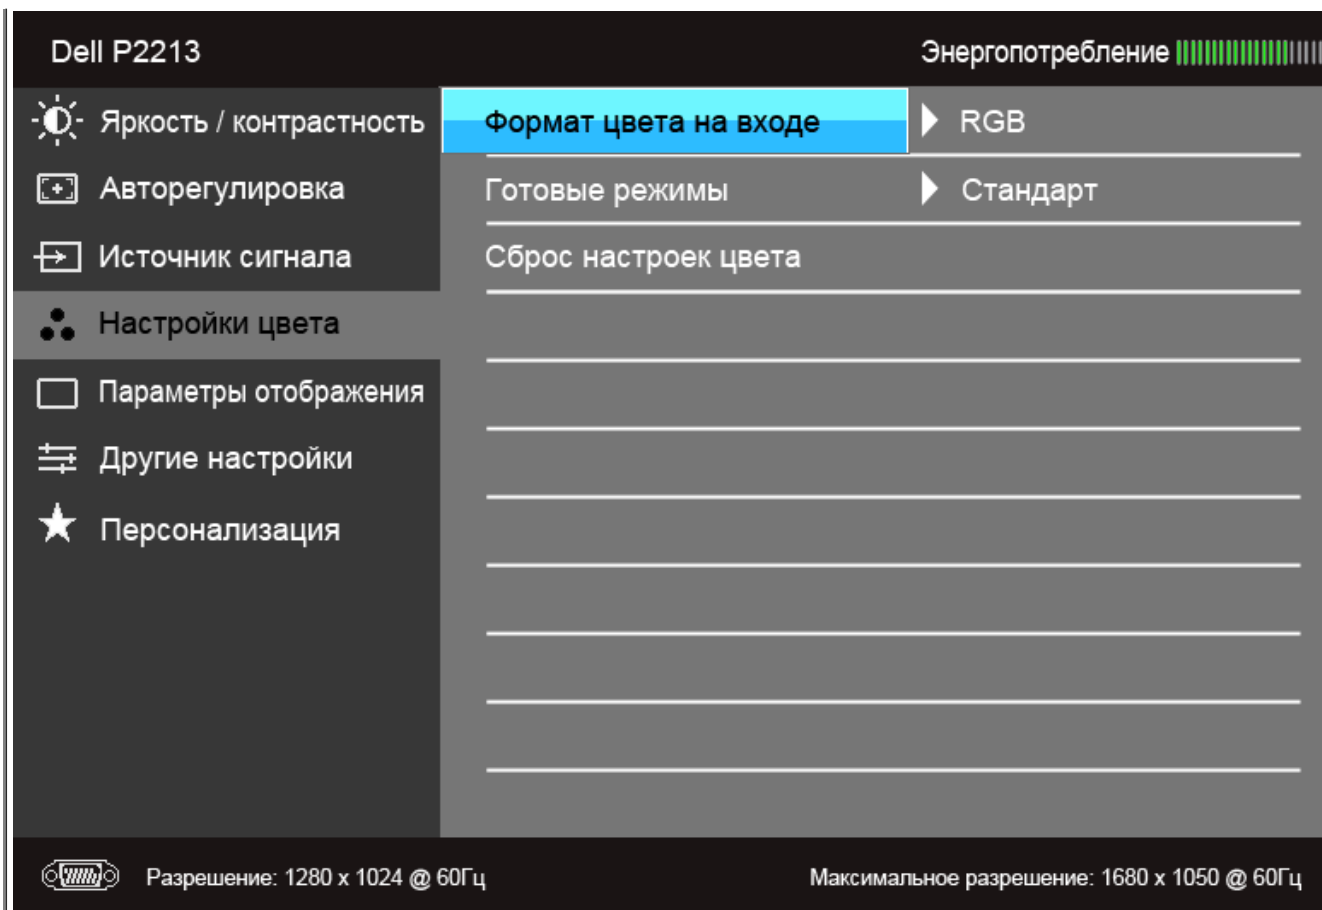 Dell P2213
Энергопотребление
Яркость / контрастность
Формат цвета на входе
RGB
Авторегулировка
Готовые режимы
Стандарт
Источник сигнала
Сброс настроек цвета
Настройки цвета
Параметры отображения
Другие настройки
Персонализация
Разрешение: 1280 x 1024 @ 60Гц
Максимальное разрешение: 1680 x 1050 @ 60Гц